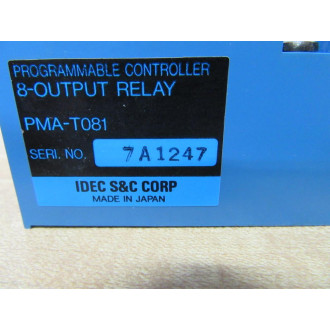 PROGRAMMABLE CONTROLLER
8-OUTPUT RELAY
PMA-T081
SERI. NO. 7A1247
IDEC S&C CORP
MADE IN JAPAN